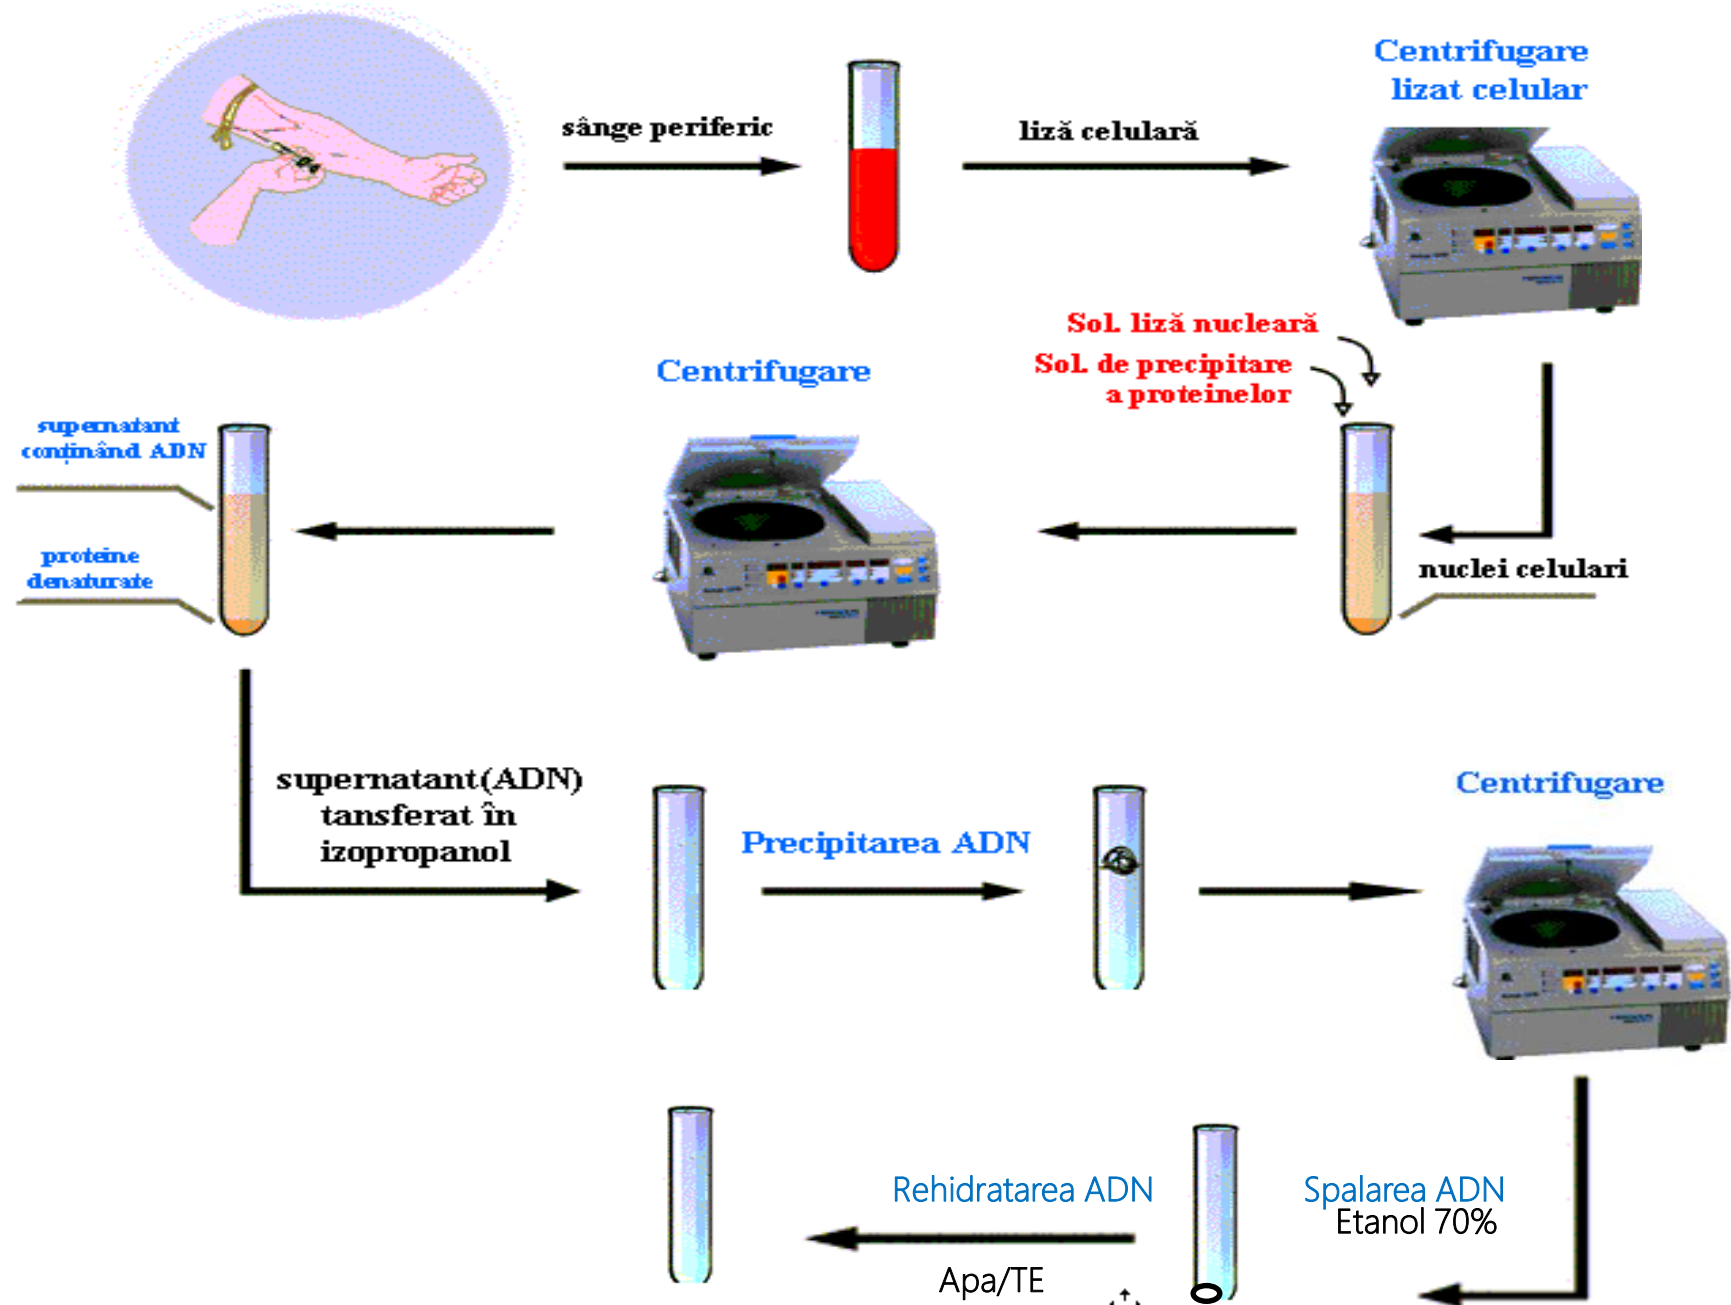 sânge periferic
liză celulară
Centrifugare
lizat celular
Sol. liză nucleară
Sol. de precipitare
a proteinelor
nuclei celulari
Centrifugare
supernatant
conținând ADN
proteine
denaturate
supernatant(ADN)
tansferat în
izopropanol
Precipitarea ADN
Centrifugare
Spalarea ADN
Etanol 70%
Rehidratarea ADN
Apa/TE